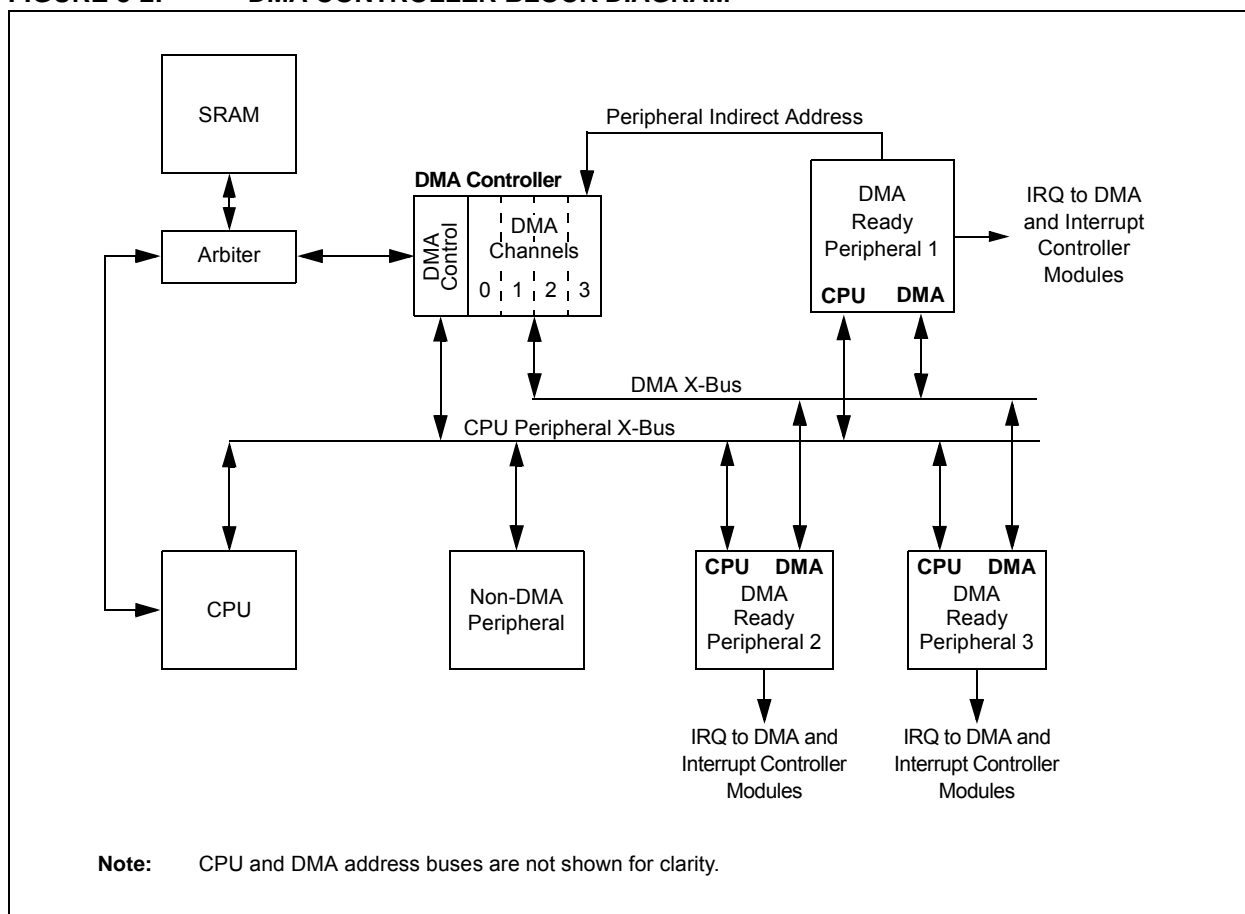 SRAM
Peripheral Indirect Address
DMA Controller
DMA
Control
DMA
Channels
0 1 2 3
Arbiter
DMA
Ready
Peripheral 1
CPU DMA
IRQ to DMA
and Interrupt
Controller
Modules
DMA X-Bus
CPU Peripheral X-Bus
CPU
Non-DMA
Peripheral
CPU DMA
DMA
Ready
Peripheral 2
CPU DMA
DMA
Ready
Peripheral 3
IRQ to DMA and
Interrupt Controller
Modules
IRQ to DMA and
Interrupt Controller
Modules
Note: CPU and DMA address buses are not shown for clarity.